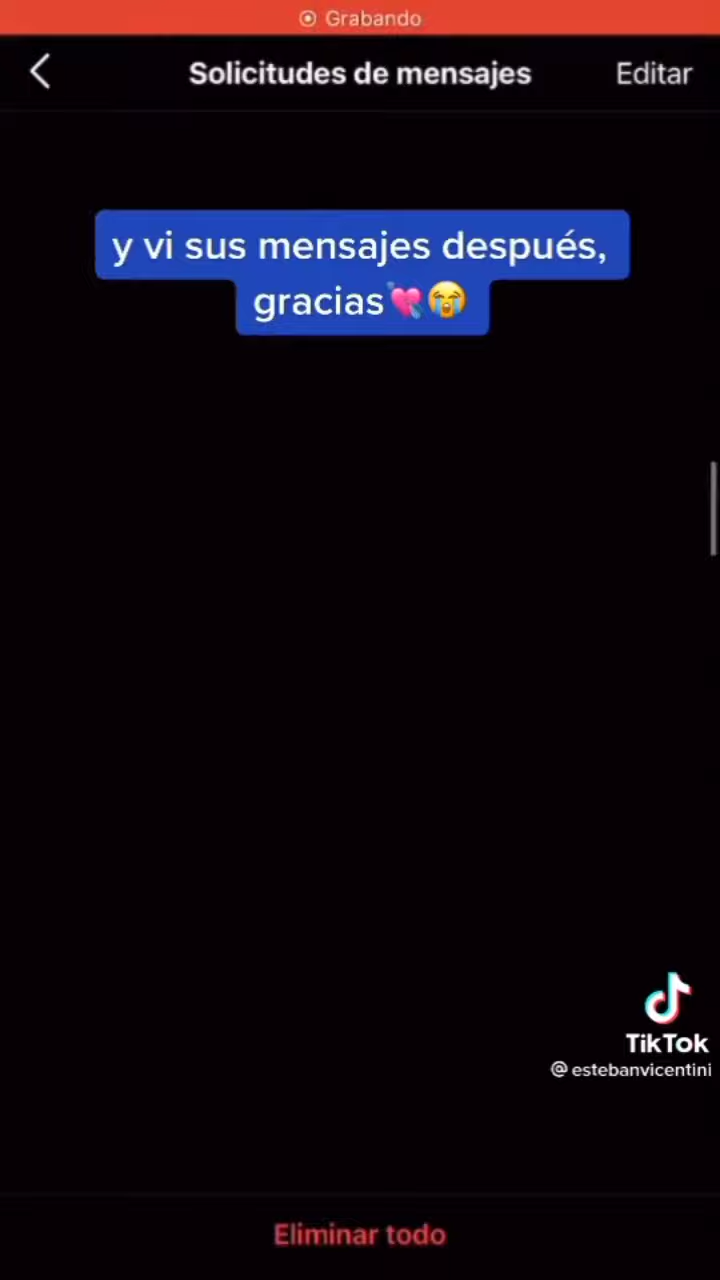 Grabando
Solicitudes de mensajes Editar
y vi sus mensajes después,
gracias💘😭
TikTok
@estebanvicentini
Eliminar todo